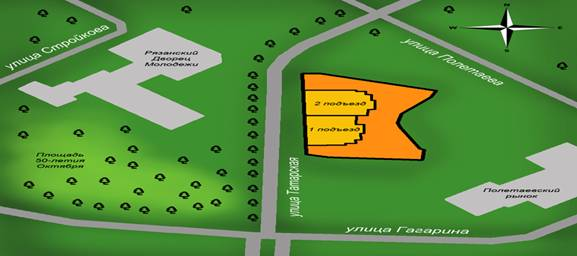 N
W
E
S
улица Стройкова
Рязанский
Дворец
Молодежи
улица Полетаева
2 подъезд
1 подъезд
Площадь
50-летия
Октября
улица Татарская
Полетаевский
рынок
улица Гагарина